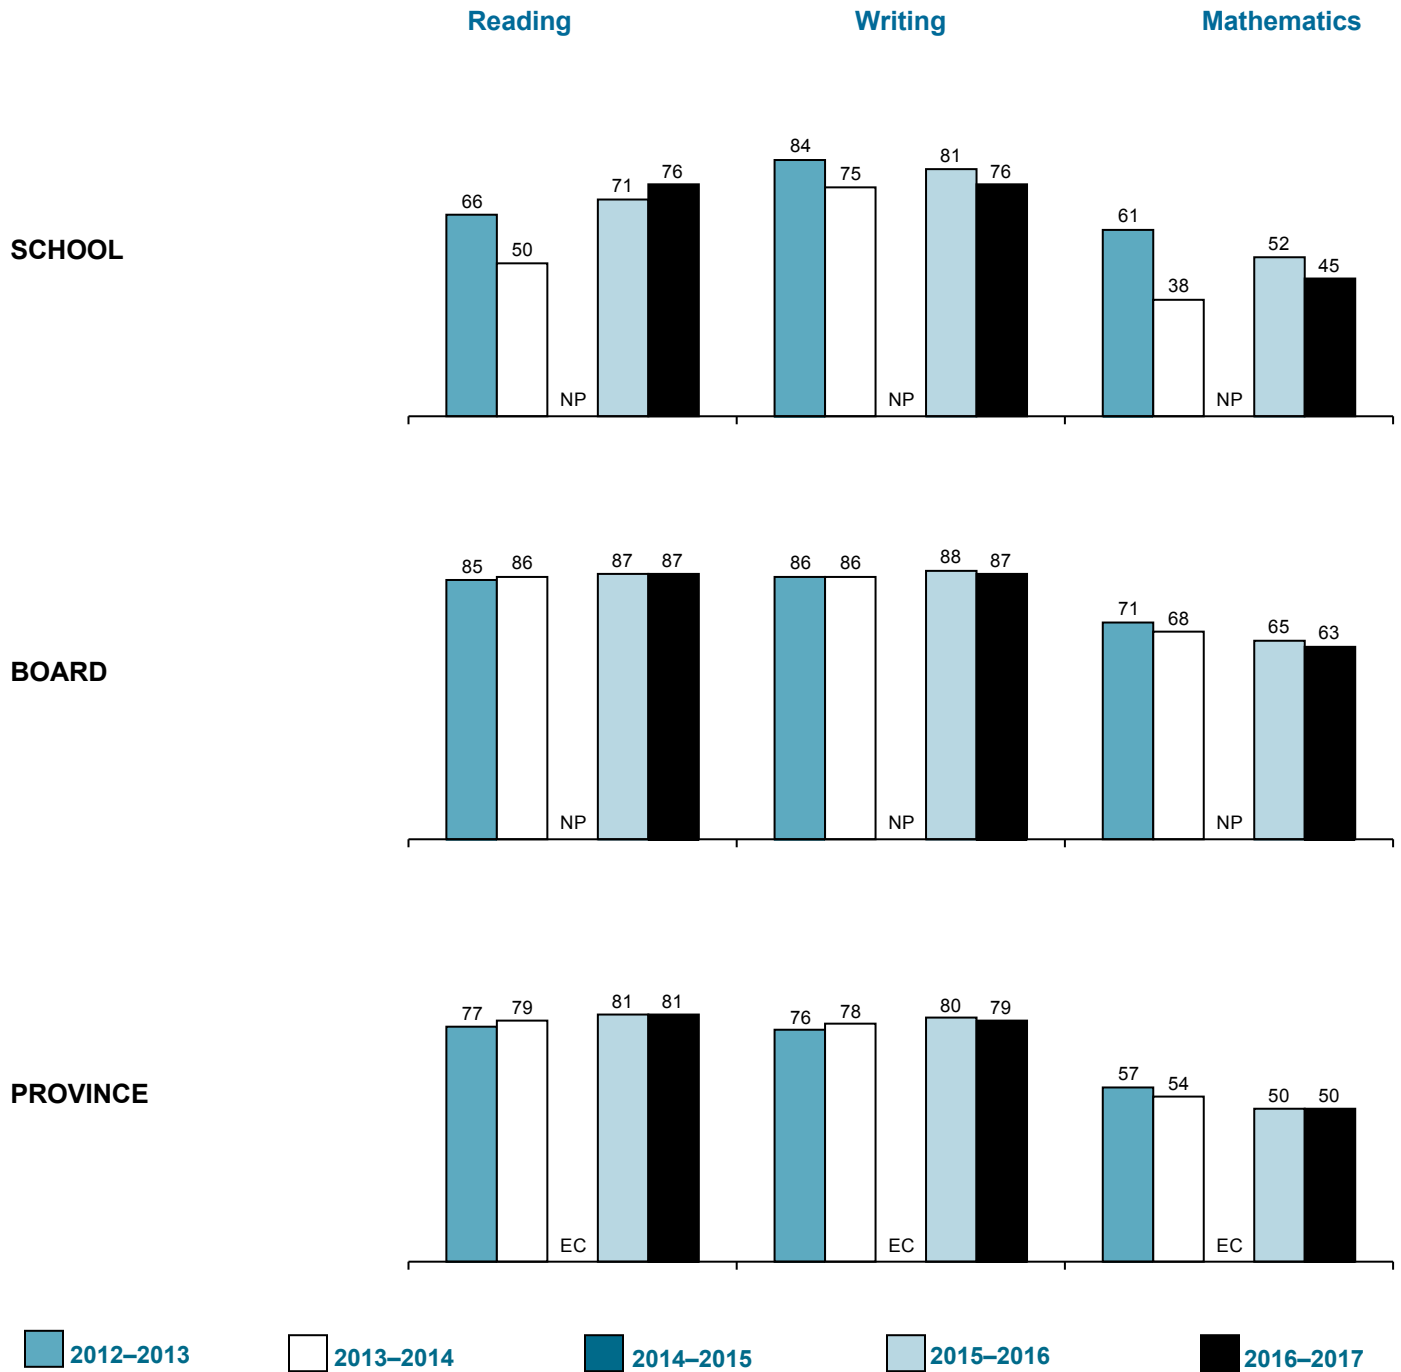 Reading Writing Mathematics
SCHOOL
66 50 NP 71 76 84 75 NP 81 76 61 38 NP 52 45
BOARD
85 86 NP 87 87 86 86 NP 88 87 71 68 NP 65 63
PROVINCE
77 79 EC 81 81 76 78 EC 80 79 57 54 EC 50 50
2012–2013 2013–2014 2014–2015 2015–2016 2016–2017